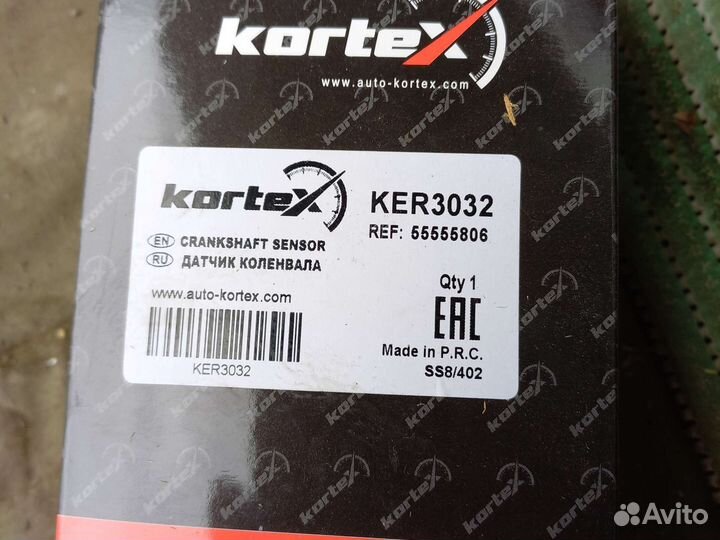 kortex
www.auto-kortex.com
kortex
KER3032
REF: 55555806
EN CRANKSHAFT SENSOR
RU ДАТЧИК КОЛЕНВАЛА
www.auto-kortex.com
Qty 1
EAC
KER3032
Made in P.R.C.
SS8/402
Avito